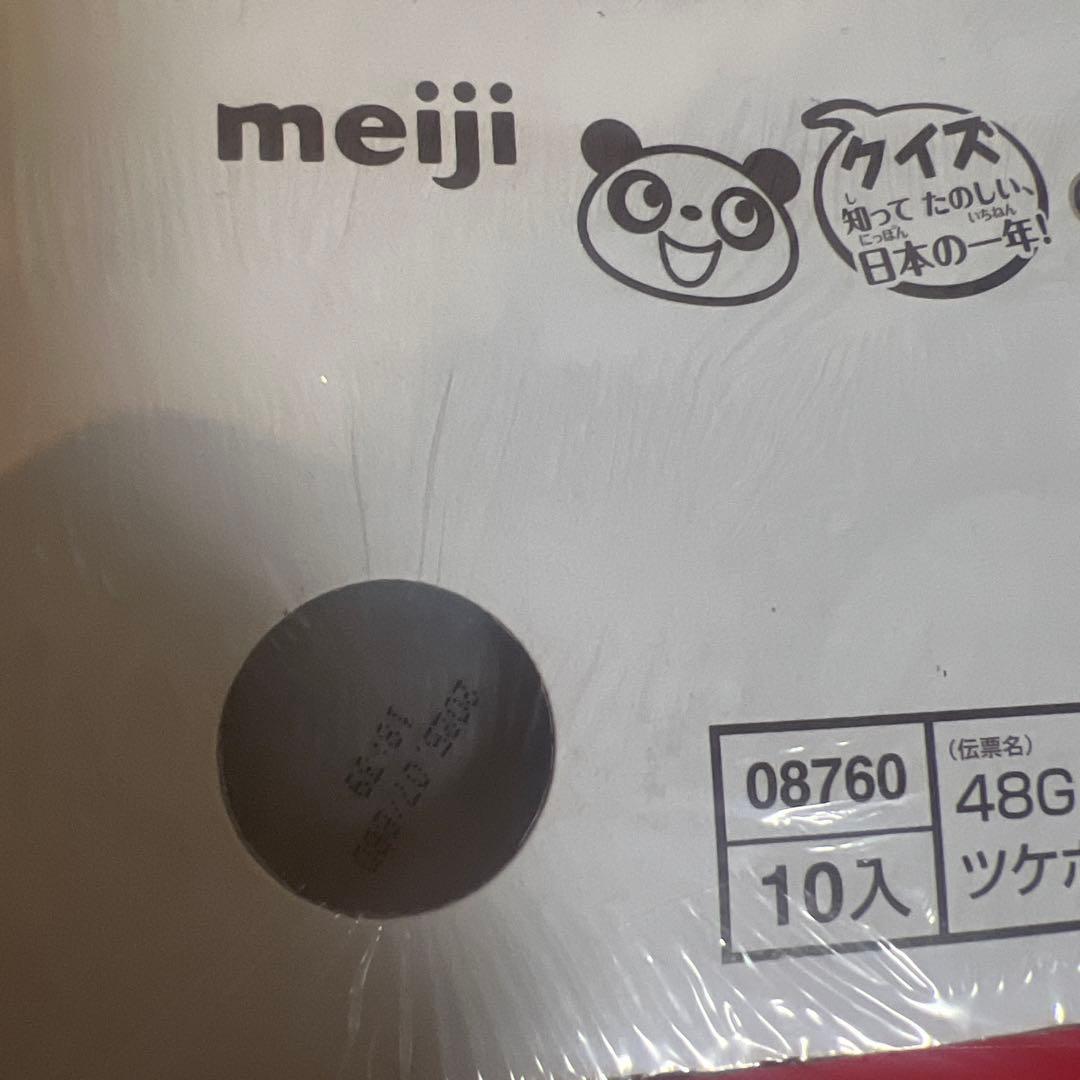 meiji
クイズ
し
知って たのしい、
にっぽん いちねん
日本の一年!
08760
10入
(伝票名)
48G
ツケ